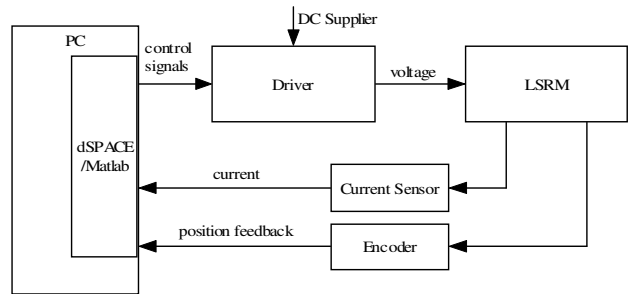 DC Supplier
PC
control
signals
Driver
voltage
LSRM
dSPACE
/Matlab
current
Current Sensor
position feedback
Encoder